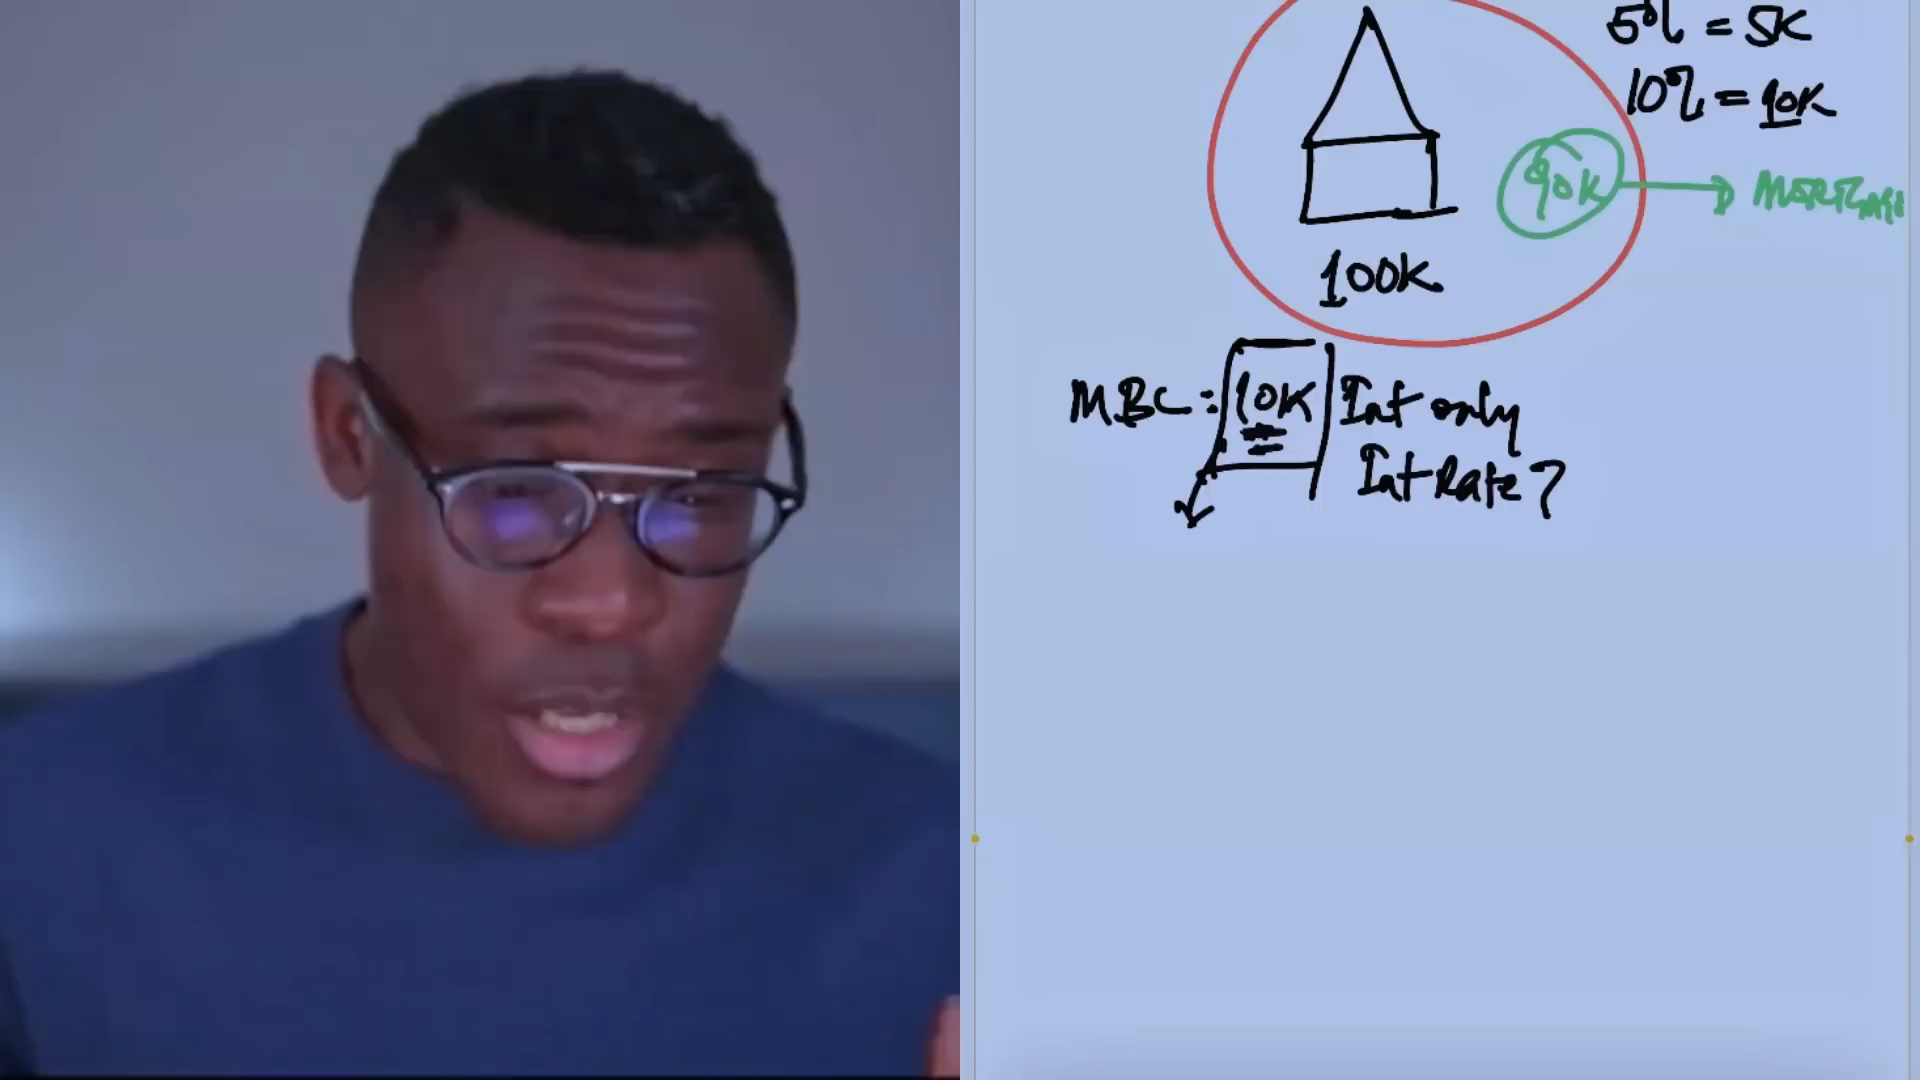 5% = 5K
10% = 10K
90K → MORTGAGE
100K
MBC: 10K Int only
Int Rate?